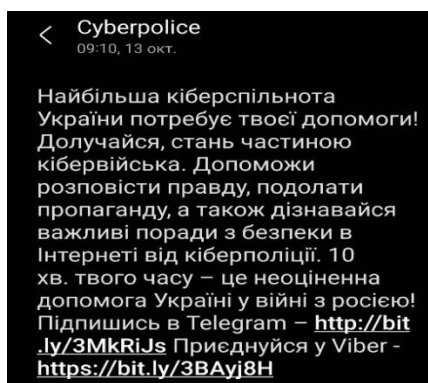 Cyberpolice
09:10, 13 окт.
Найбільша кіберспільнота
України потребує твоєї допомоги!
Долучайся, стань частиною
кібервійська. Допоможи
розповісти правду, подолати
пропаганду, а також дізнавайся
важливі поради з безпеки в
Інтернеті від кіберполіції. 10
хв. твого часу – це неоціненна
допомога Україні у війні з росією!
Підпишись в Telegram – http://bit
.ly/3MkRiJs Приєднуйся у Viber -
https://bit.ly/3BAyj8H